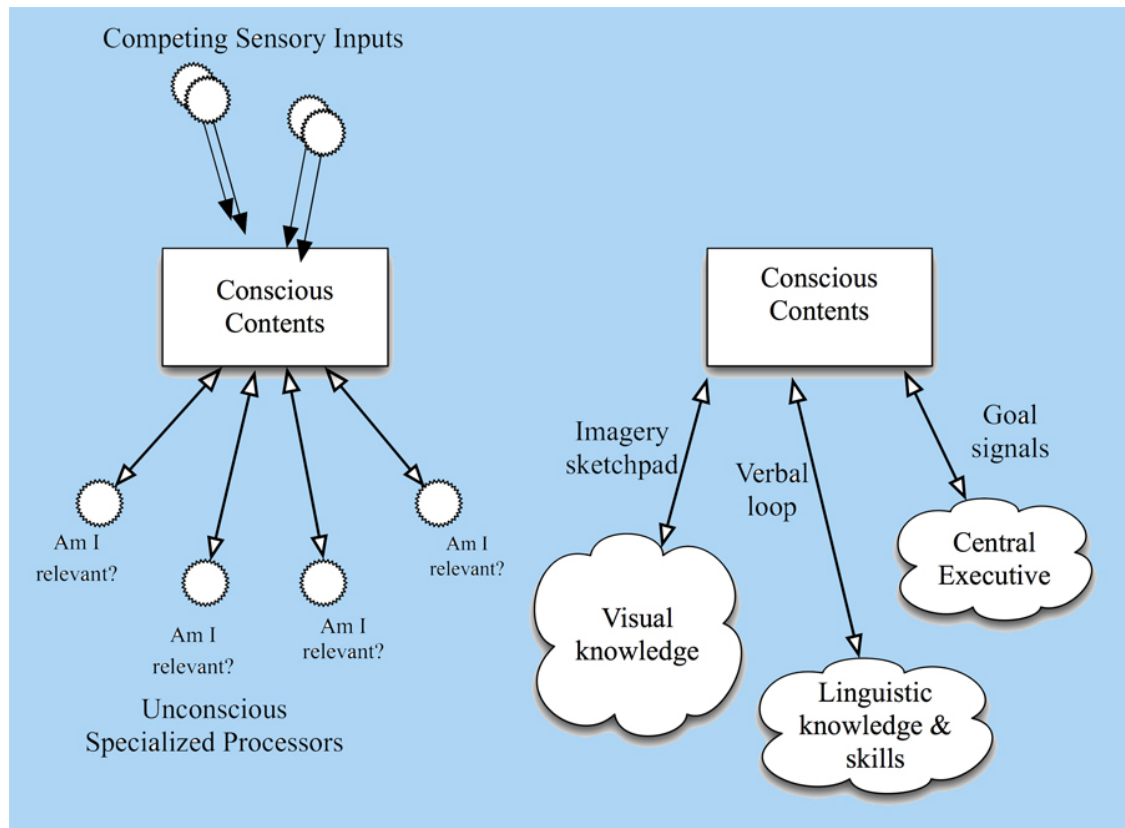 Competing Sensory Inputs
Conscious
Contents
Am I
relevant?
Am I
relevant?
Am I
relevant?
Am I
relevant?
Unconscious
Specialized Processors
Conscious
Contents
Imagery
sketchpad
Verbal
loop
Goal
signals
Visual
knowledge
Linguistic
knowledge &
skills
Central
Executive